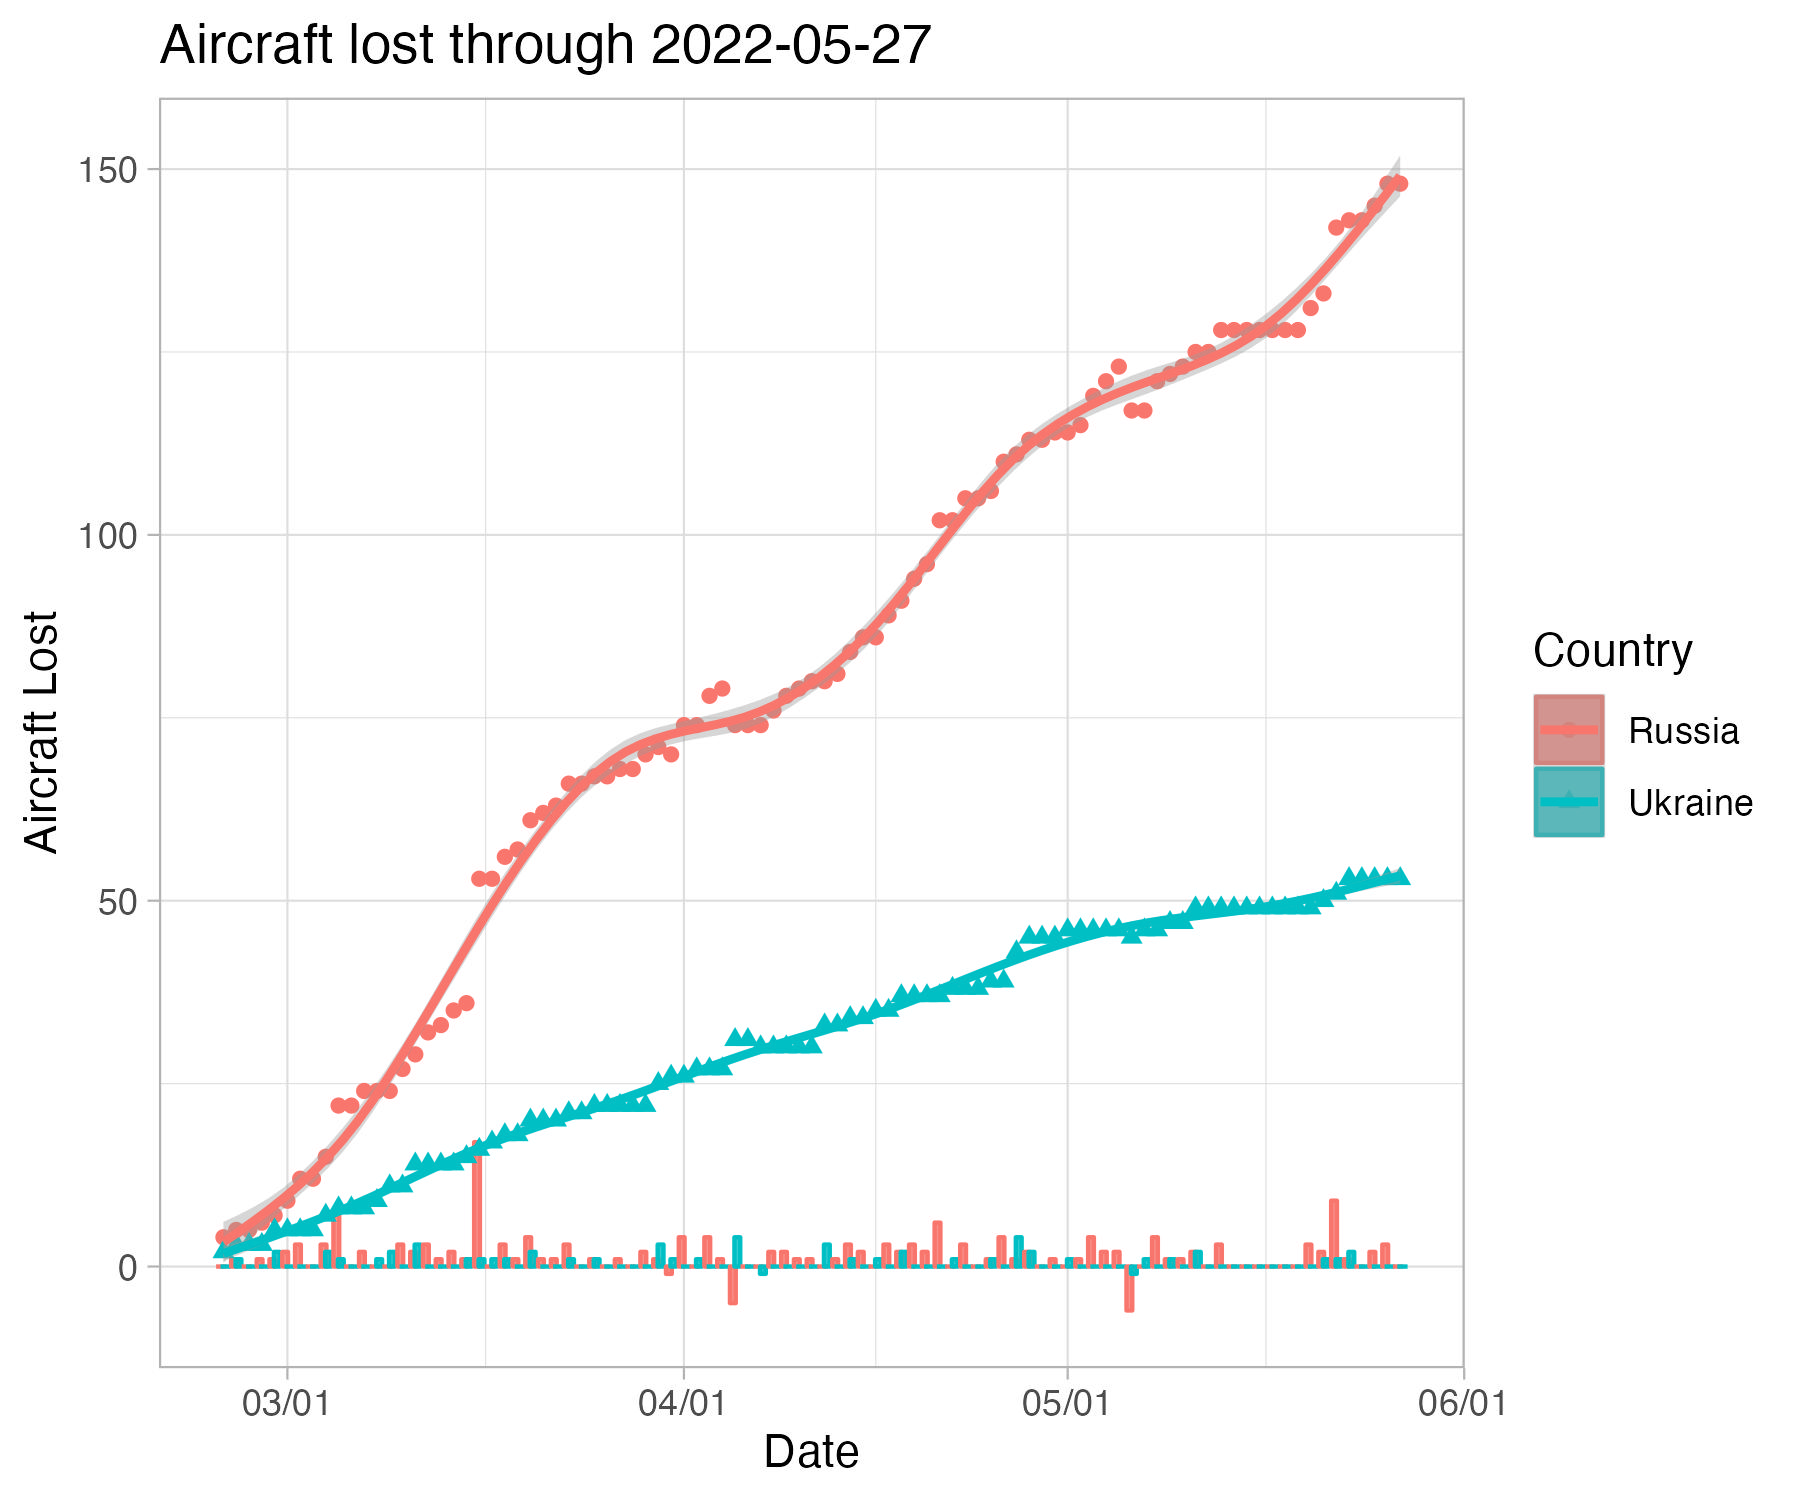 Aircraft lost through 2022-05-27
Aircraft Lost
150
100
50
0
03/01
04/01
05/01
06/01
Date
Country
Russia
Ukraine